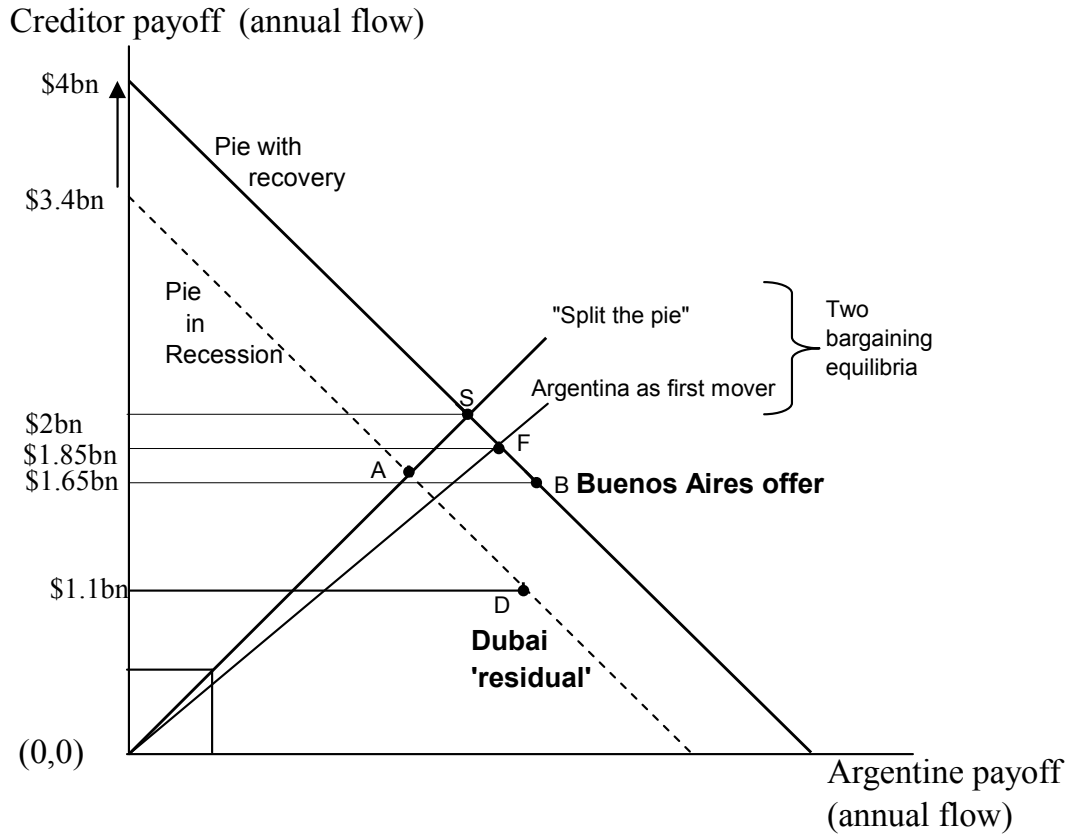 Creditor payoff (annual flow)
$4bn
Pie with
recovery
$3.4bn
Pie
in
Recession
"Split the pie"
Two
bargaining
equilibria
Argentina as first mover
S
$2bn
F
$1.85bn
A
$1.65bn
B Buenos Aires offer
$1.1bn
D
Dubai
'residual'
(0,0)
Argentine payoff
(annual flow)